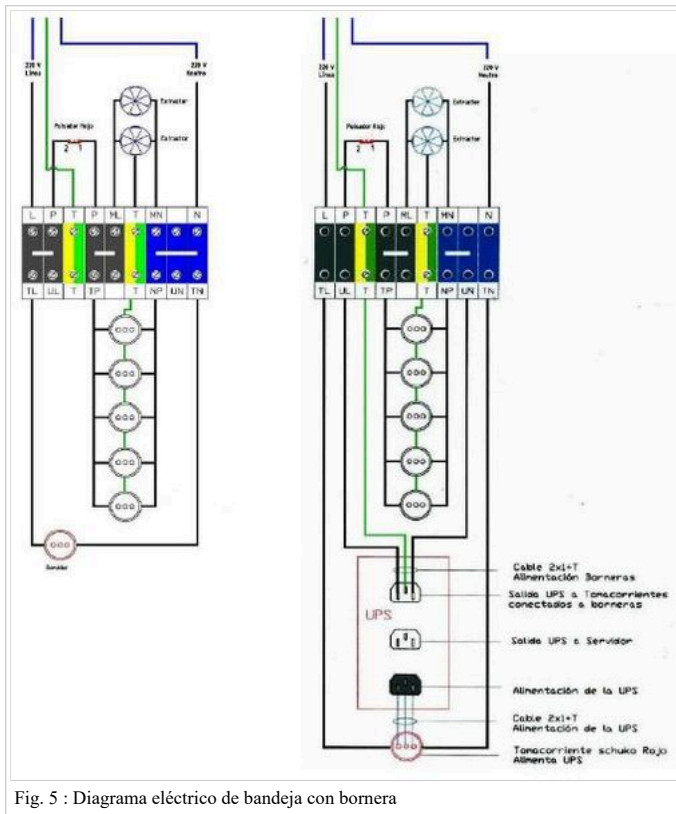 220 V
Línea
220 V
Neutro
Extractor
Extractor
Pulsador Rojo
2 1
L P T P ML T MN N
TL UL T TP T NP UN TN
Servidor
220 V
Línea
220 V
Neutro
Extractor
Extractor
Pulsador Rojo
2 1
L P T P ML T MN N
TL UL T TP T NP UN TN
UPS
Cable 2x1+T
Alimentación Borneras
Salida UPS a Tomacorrientes
conectados a borneras
Salida UPS a Servidor
Alimentación de la UPS
Cable 2x1+T
Alimentación de la UPS
Tomacorriente schuko Rojo
Alimenta UPS
Fig. 5 : Diagrama eléctrico de bandeja con bornera